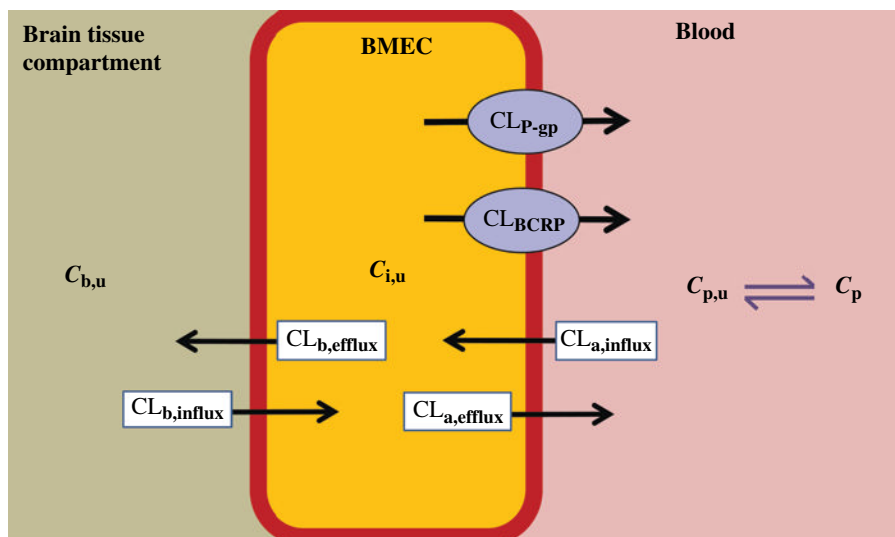 Brain tissue
compartment
BMEC
Blood
CLP-gp
CLBCRP
Cb,u
Ci,u
Cp,u
Cp
CLb,efflux
CLa,influx
CLb,influx
CLa,efflux